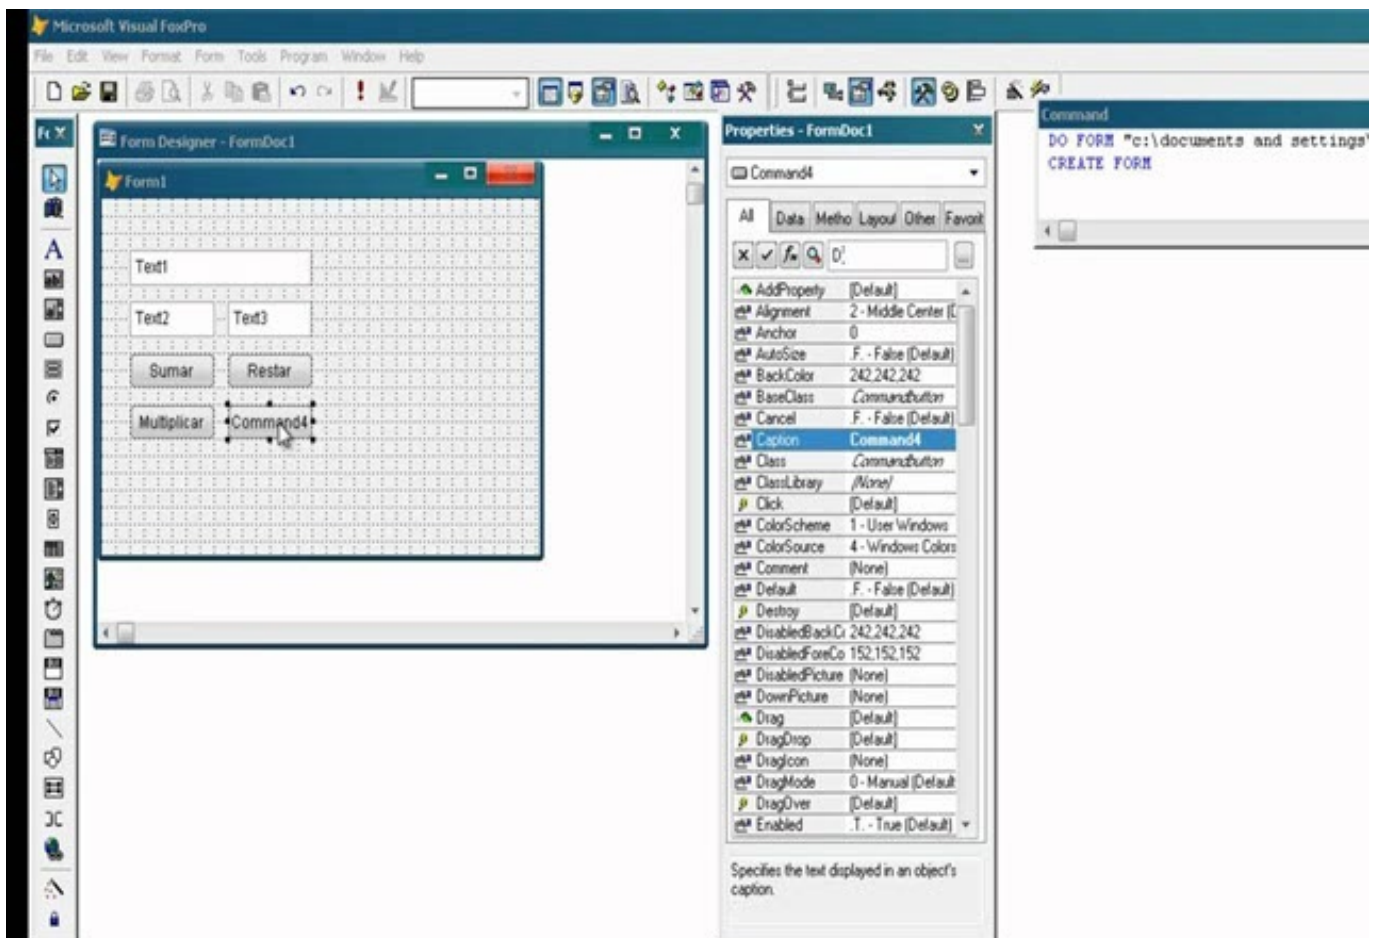 Microsoft Visual FoxPro
File Edit View Format Form Tools Program Window Help
Form Designer - FormDoc1
Form1
Text1
Text2 Text3
Sumar Restar
Multiplicar Command4
Properties - FormDoc1
Command4
All Data Metho Layout Other Favorit
AddProperty [Default]
Alignment 2 - Middle Center (D
Anchor 0
AutoSize .F. - False (Default)
BackColor 242,242,242
BaseClass Commandbutton
Cancel .F. - False (Default)
Caption Command4
Class Commandbutton
ClassLibrary (None)
Click [Default]
ColorScheme 1 - User Windows
ColorSource 4 - Windows Colors
Comment (None)
Default .F. - False (Default)
Destroy [Default]
DisabledBackCo 242,242,242
DisabledForeCo 152,152,152
DisabledPicture (None)
DownPicture (None)
Drag [Default]
DragDrop [Default]
DragIcon (None)
DragMode 0 - Manual (Default
DragOver [Default]
Enabled .T. - True (Default)
Specifies the text displayed in an object's
caption.
Command
DO FORM "c:\documents and settings\
CREATE FORM